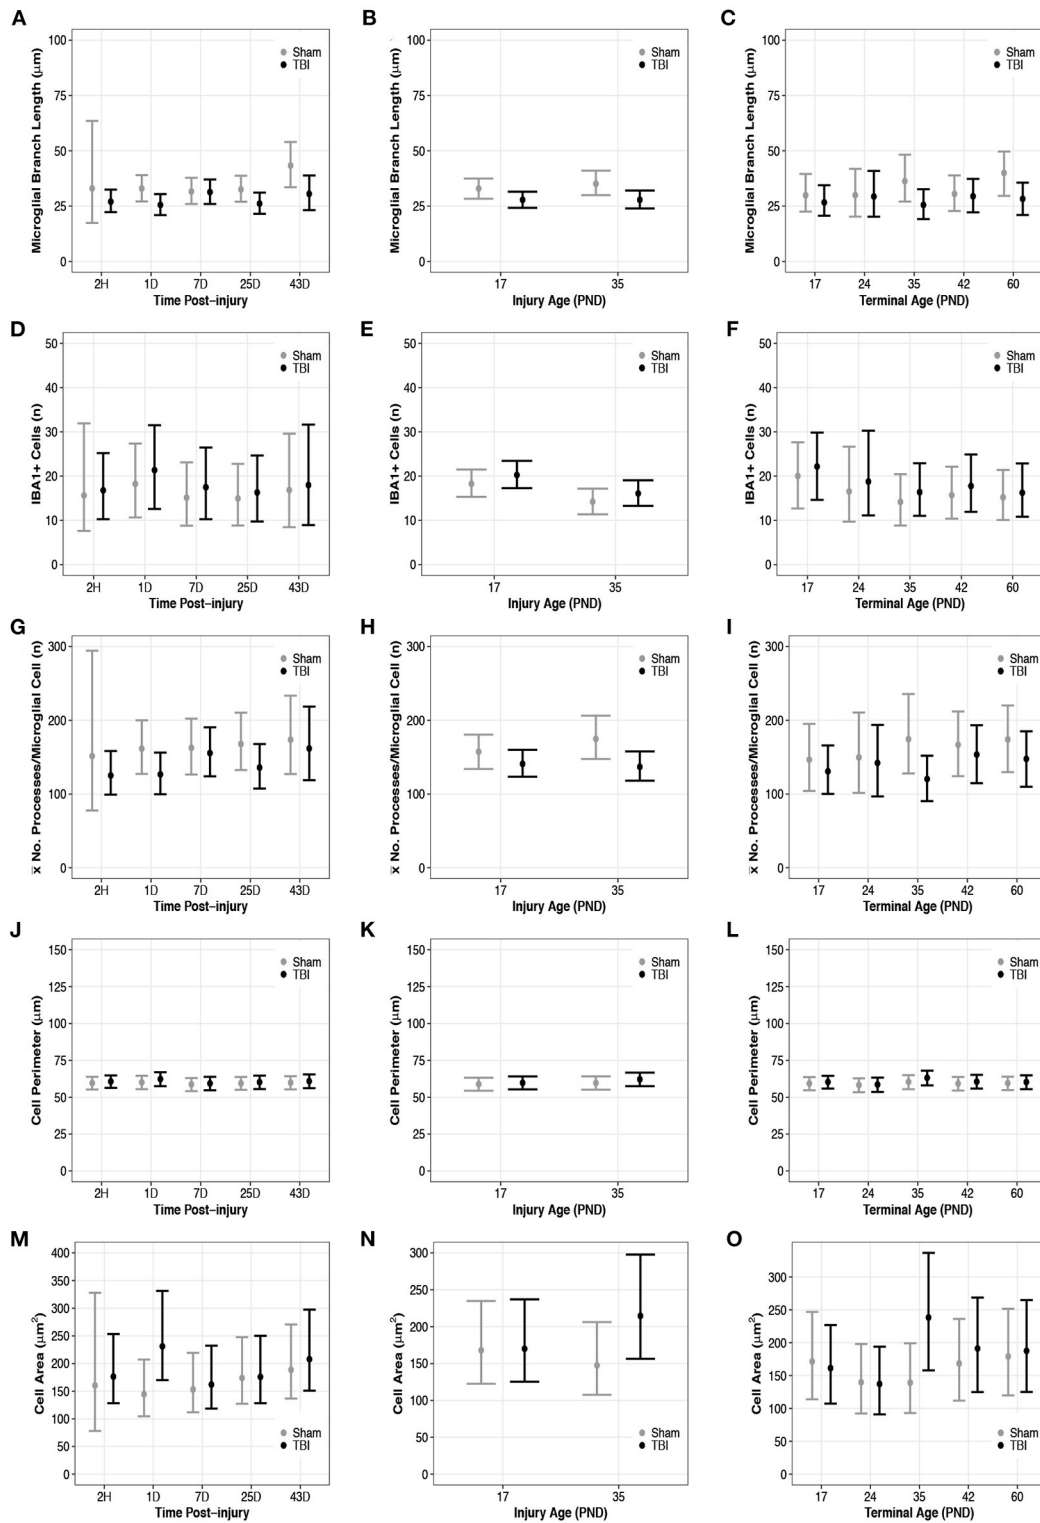 A
Microglial Branch Length (μm)
100
75
50
25
0
Sham
TBI
2H 1D 7D 25D 43D
Time Post–injury
B
Microglial Branch Length (μm)
100
75
50
25
0
Sham
TBI
17 35
Injury Age (PND)
C
Microglial Branch Length (μm)
100
75
50
25
0
Sham
TBI
17 24 35 42 60
Terminal Age (PND)
D
IBA1+ Cells (n)
50
40
30
20
10
0
Sham
TBI
2H 1D 7D 25D 43D
Time Post–injury
E
IBA1+ Cells (n)
50
40
30
20
10
0
Sham
TBI
17 35
Injury Age (PND)
F
IBA1+ Cells (n)
50
40
30
20
10
0
Sham
TBI
17 24 35 42 60
Terminal Age (PND)
G
x̅ No. Processes/Microglial Cell (n)
300
200
100
0
Sham
TBI
2H 1D 7D 25D 43D
Time Post–injury
H
x̅ No. Processes/Microglial Cell (n)
300
200
100
0
Sham
TBI
17 35
Injury Age (PND)
I
x̅ No. Processes/Microglial Cell (n)
300
200
100
0
Sham
TBI
17 24 35 42 60
Terminal Age (PND)
J
Cell Perimeter (μm)
150
125
100
75
50
25
0
Sham
TBI
2H 1D 7D 25D 43D
Time Post–injury
K
Cell Perimeter (μm)
150
125
100
75
50
25
0
Sham
TBI
17 35
Injury Age (PND)
L
Cell Perimeter (μm)
150
125
100
75
50
25
0
Sham
TBI
17 24 35 42 60
Terminal Age (PND)
M
Cell Area (μm²)
400
350
300
250
200
150
100
50
0
Sham
TBI
2H 1D 7D 25D 43D
Time Post–injury
N
Cell Area (μm²)
300
250
200
150
100
50
0
Sham
TBI
17 35
Injury Age (PND)
O
Cell Area (μm²)
300
250
200
150
100
50
0
Sham
TBI
17 24 35 42 60
Terminal Age (PND)